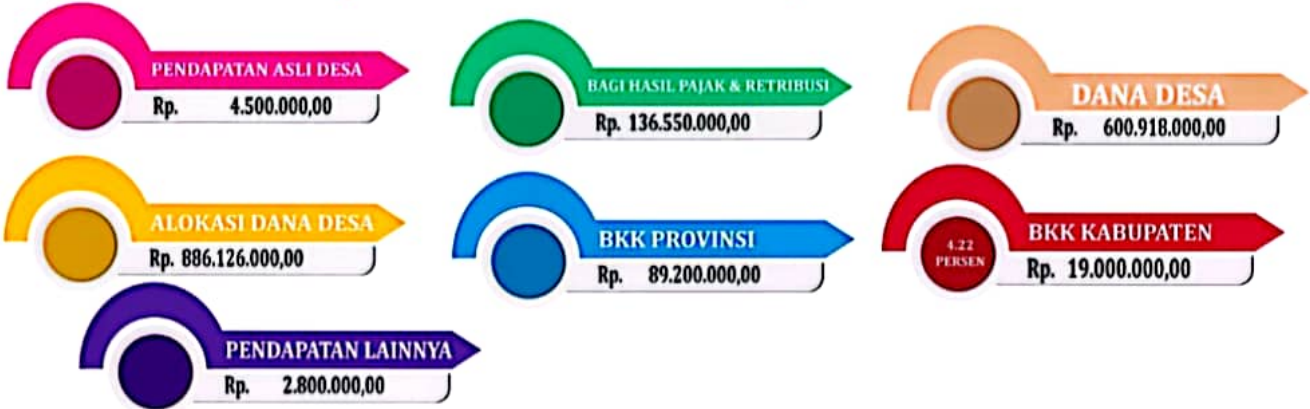 PENDAPATAN ASLI DESA
Rp. 4.500.000,00
BAGI HASIL PAJAK & RETRIBUSI
Rp. 136.550.000,00
DANA DESA
Rp. 600.918.000,00
ALOKASI DANA DESA
Rp. 886.126.000,00
BKK PROVINSI
Rp. 89.200.000,00
4.22
PERSEN
BKK KABUPATEN
Rp. 19.000.000,00
PENDAPATAN LAINNYA
Rp. 2.800.000,00